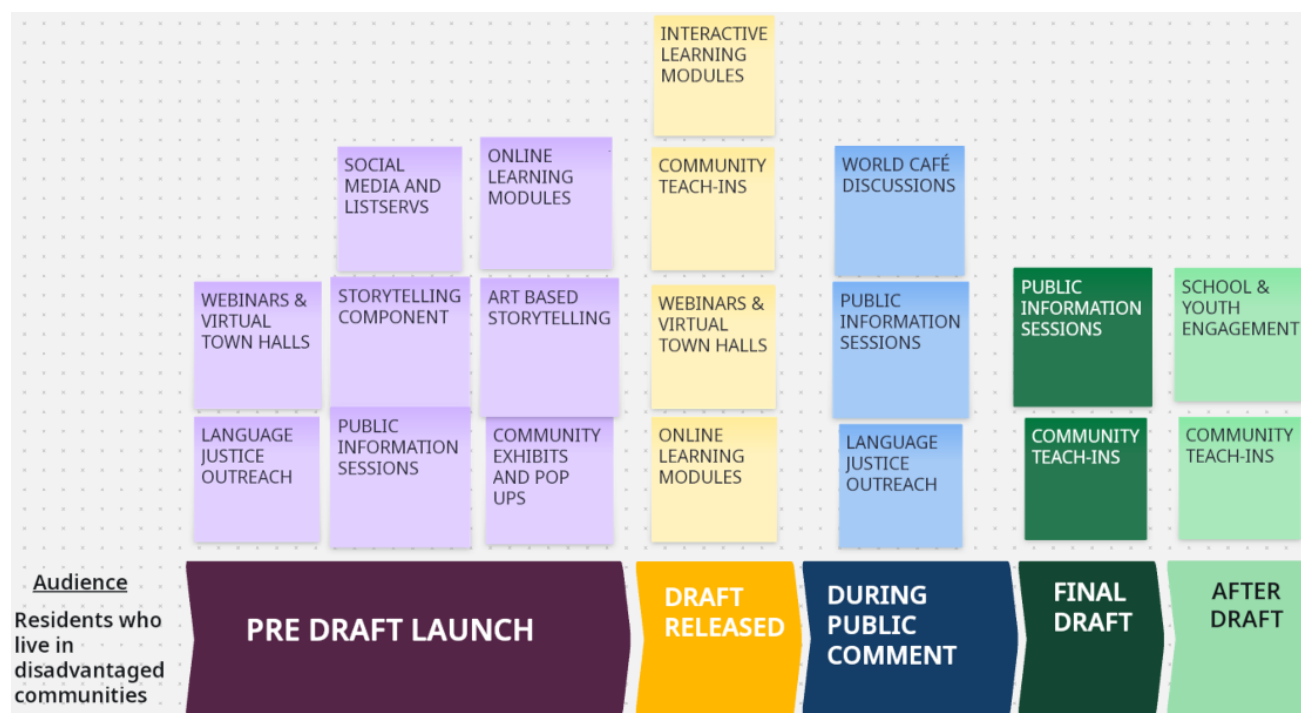 INTERACTIVE
LEARNING
MODULES
SOCIAL
MEDIA AND
LISTSERVS
ONLINE
LEARNING
MODULES
COMMUNITY
TEACH-INS
WORLD CAFÉ
DISCUSSIONS
WEBINARS &
VIRTUAL
TOWN HALLS
STORYTELLING
COMPONENT
ART BASED
STORYTELLING
WEBINARS &
VIRTUAL
TOWN HALLS
PUBLIC
INFORMATION
SESSIONS
PUBLIC
INFORMATION
SESSIONS
SCHOOL &
YOUTH
ENGAGEMENT
LANGUAGE
JUSTICE
OUTREACH
PUBLIC
INFORMATION
SESSIONS
COMMUNITY
EXHIBITS
AND POP
UPS
ONLINE
LEARNING
MODULES
LANGUAGE
JUSTICE
OUTREACH
COMMUNITY
TEACH-INS
COMMUNITY
TEACH-INS
Audience
Residents who
live in
disadvantaged
communities
PRE DRAFT LAUNCH
DRAFT
RELEASED
DURING
PUBLIC
COMMENT
FINAL
DRAFT
AFTER
DRAFT